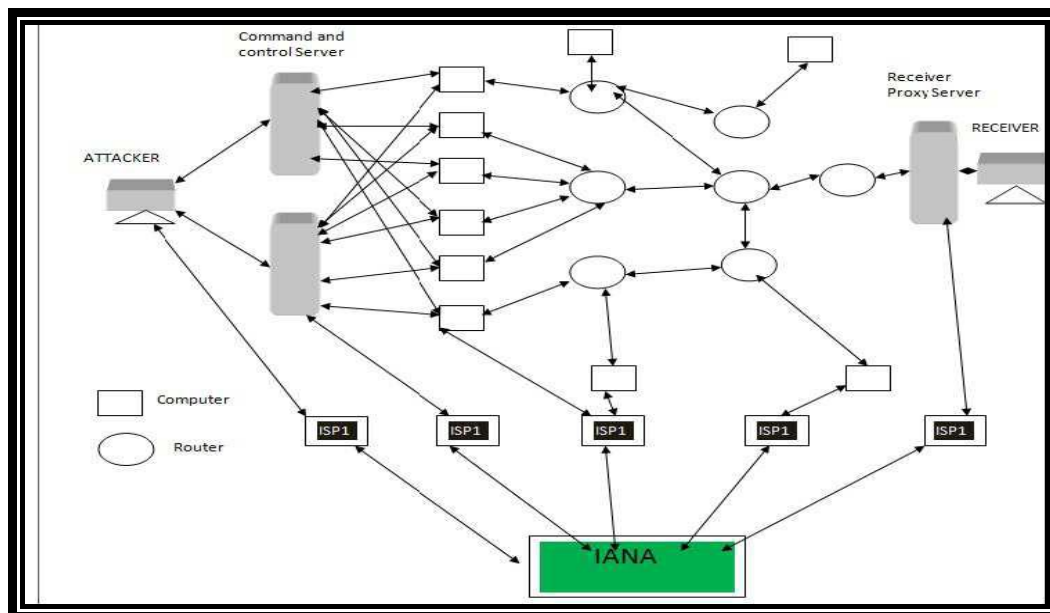 Command and
control Server
Receiver
Proxy Server
RECEIVER
ATTACKER
Computer
Router
ISP1
ISP1
ISP1
ISP1
ISP1
IANA